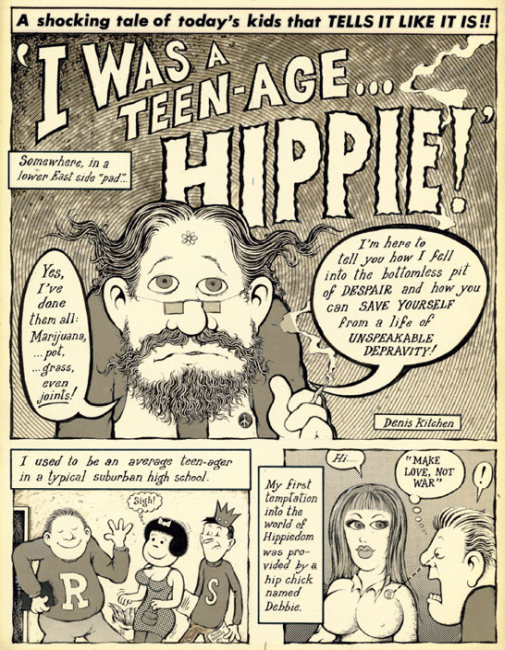 A shocking tale of today's kids that TELLS IT LIKE IT IS!!
'I WAS A
TEEN-AGE...
HIPPIE!'
Somewhere, in a
lower East side "pad"...
Yes,
I've
done
them all:
Marijuana,
...pot,
...grass,
even
joints!
I'm here to
tell you how I fell
into the bottomless pit
of DESPAIR and how you
can SAVE YOURSELF
from a life of
UNSPEAKABLE
DEPRAVITY!
Denis Kitchen
I used to be an average teen-ager
in a typical suburban high school.
Sigh!
R
S
My first
temptation
into the
world of
Hippiedom
was pro-
vided by a
hip chick
named
Debbie.
Hi...
"MAKE
LOVE, NOT
WAR"
!